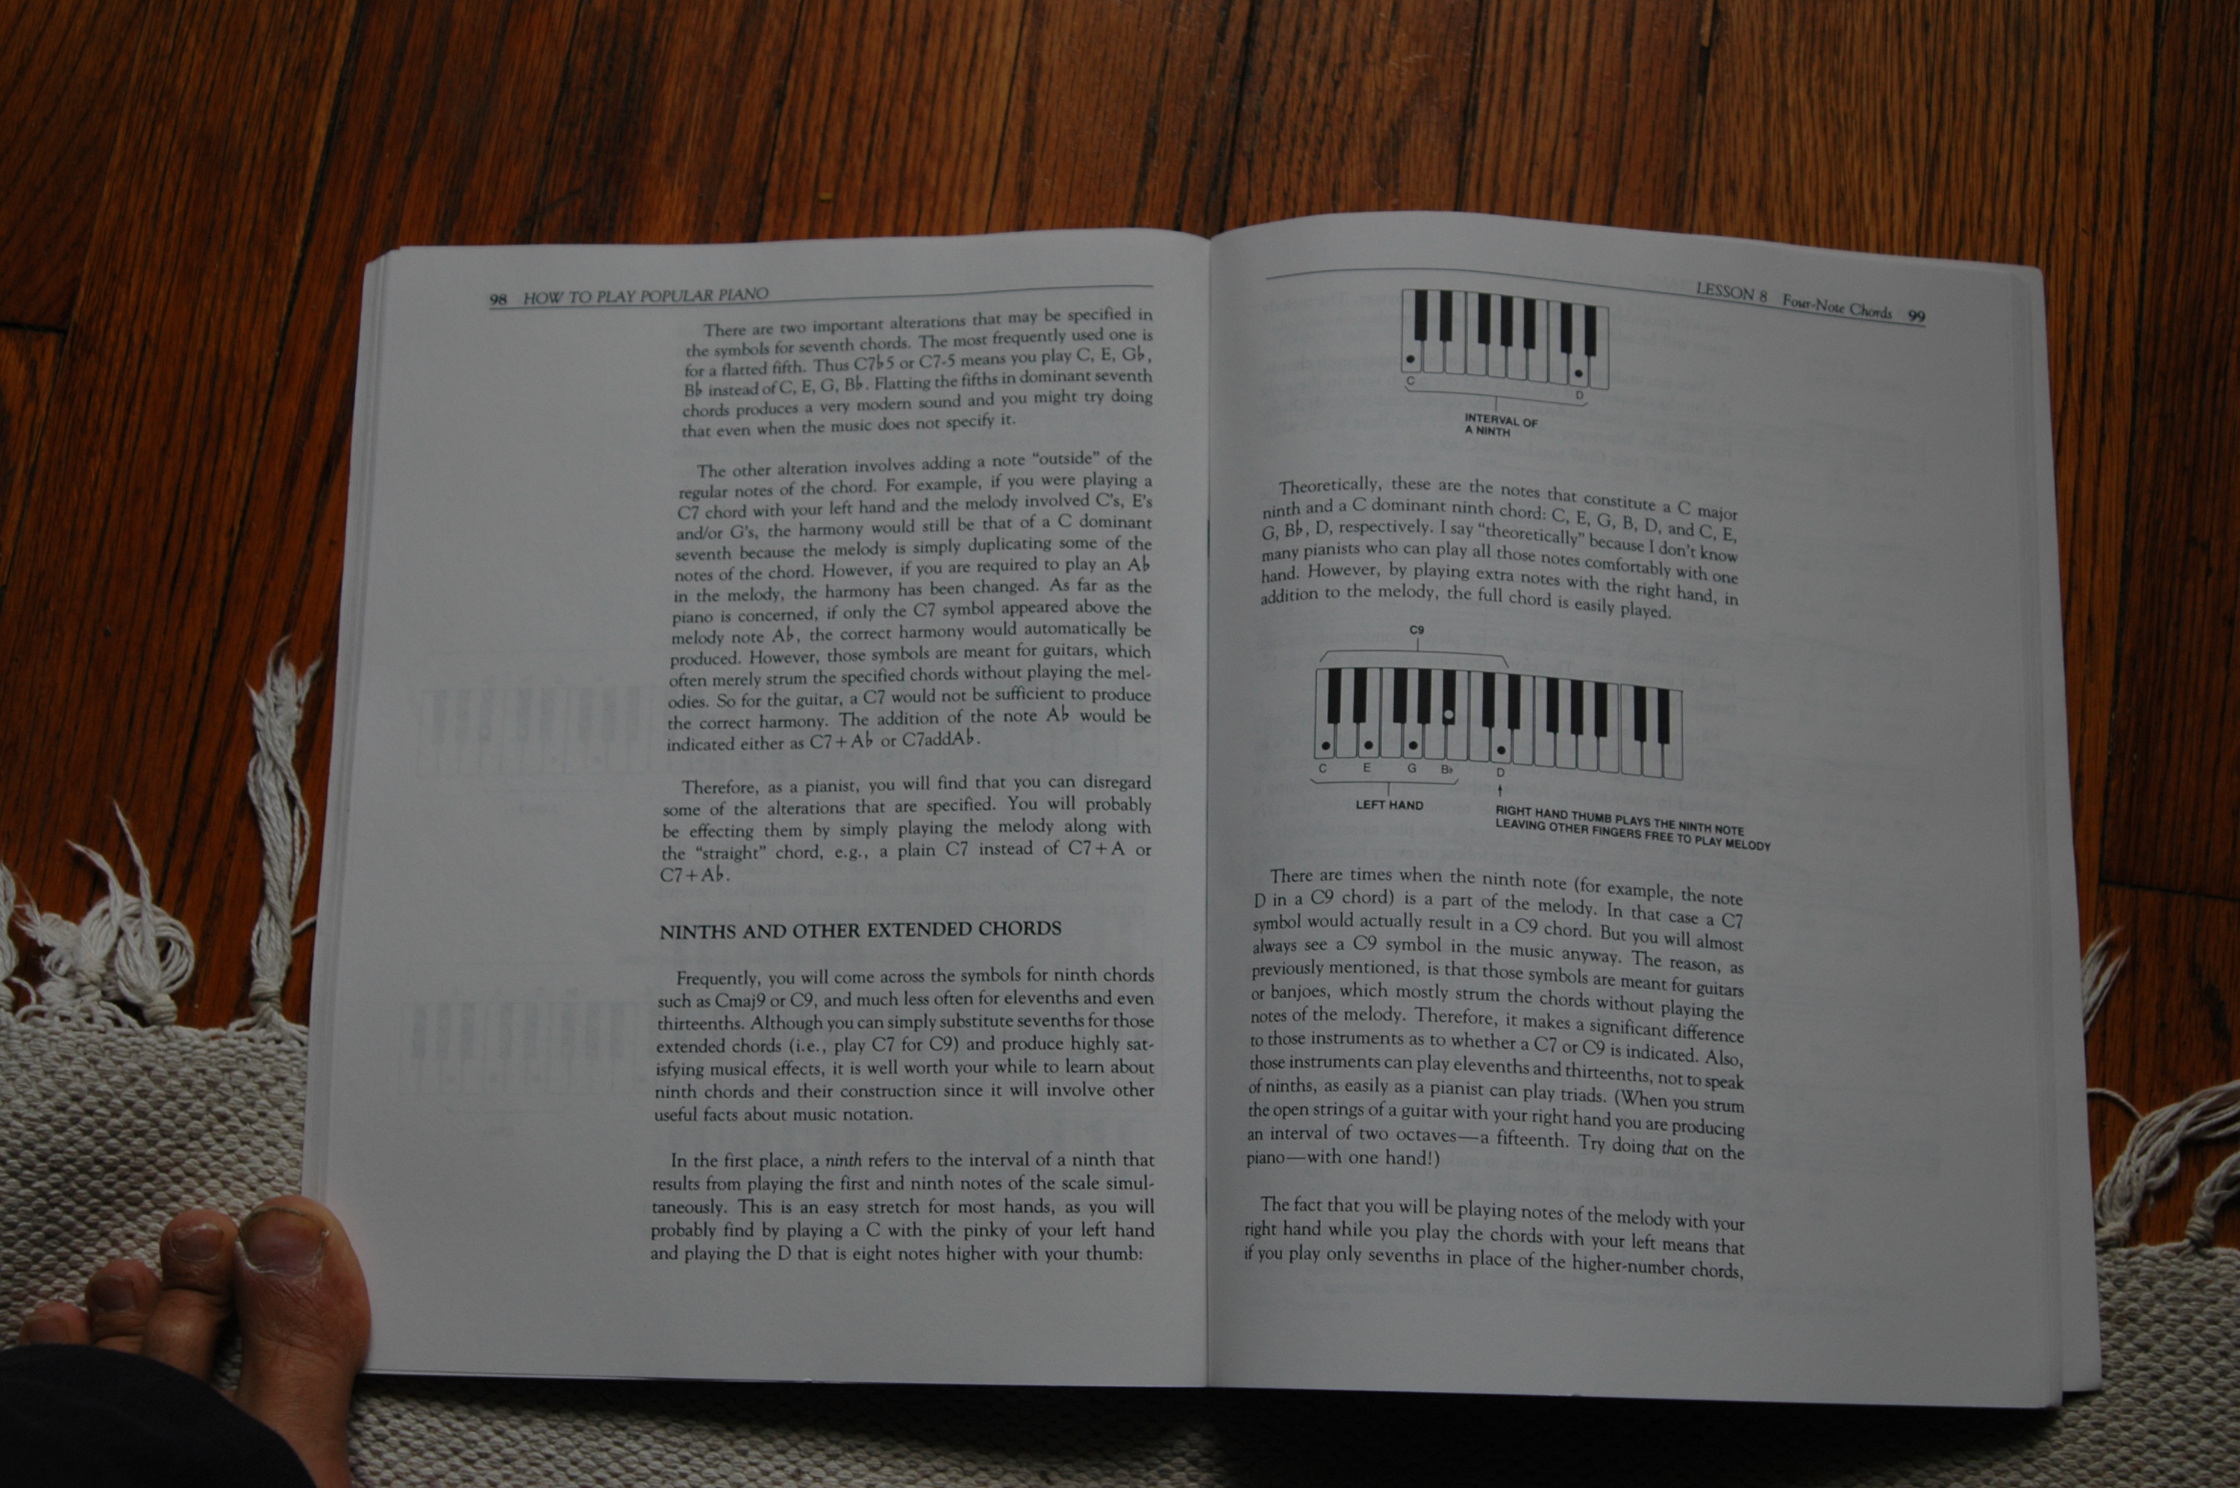 98 HOW TO PLAY POPULAR PIANO
There are two important alterations that may be specified in
the symbols for seventh chords. The most frequently used one is
for a flatted fifth. Thus C7♭5 or C7-5 means you play C, E, G♭,
B♭ instead of C, E, G, B♭. Flatting the fifths in dominant seventh
chords produces a very modern sound and you might try doing
that even when the music does not specify it.
The other alteration involves adding a note "outside" of the
regular notes of the chord. For example, if you were playing a
C7 chord with your left hand and the melody involved C's, E's
and/or G's, the harmony would still be that of a C dominant
seventh because the melody is simply duplicating some of the
notes of the chord. However, if you are required to play an A♭
in the melody, the harmony has been changed. As far as the
piano is concerned, if only the C7 symbol appeared above the
melody note A♭, the correct harmony would automatically be
produced. However, those symbols are meant for guitars, which
often merely strum the specified chords without playing the mel-
odies. So for the guitar, a C7 would not be sufficient to produce
the correct harmony. The addition of the note A♭ would be
indicated either as C7+A♭ or C7addA♭.
Therefore, as a pianist, you will find that you can disregard
some of the alterations that are specified. You will probably
be effecting them by simply playing the melody along with
the "straight" chord, e.g., a plain C7 instead of C7+A or
C7+A♭.
NINTHS AND OTHER EXTENDED CHORDS
Frequently, you will come across the symbols for ninth chords
such as Cmaj9 or C9, and much less often for elevenths and even
thirteenths. Although you can simply substitute sevenths for those
extended chords (i.e., play C7 for C9) and produce highly sat-
isfying musical effects, it is well worth your while to learn about
ninth chords and their construction since it will involve other
useful facts about music notation.
In the first place, a ninth refers to the interval of a ninth that
results from playing the first and ninth notes of the scale simul-
taneously. This is an easy stretch for most hands, as you will
probably find by playing a C with the pinky of your left hand
and playing the D that is eight notes higher with your thumb:
LESSON 8 Four-Note Chords 99
C D
INTERVAL OF
A NINTH
Theoretically, these are the notes that constitute a C major
ninth and a C dominant ninth chord: C, E, G, B, D, and C, E,
G, B♭, D, respectively. I say "theoretically" because I don't know
many pianists who can play all those notes comfortably with one
hand. However, by playing extra notes with the right hand, in
addition to the melody, the full chord is easily played.
C9
C E G B♭ D
LEFT HAND
RIGHT HAND THUMB PLAYS THE NINTH NOTE
LEAVING OTHER FINGERS FREE TO PLAY MELODY
There are times when the ninth note (for example, the note
D in a C9 chord) is a part of the melody. In that case a C7
symbol would actually result in a C9 chord. But you will almost
always see a C9 symbol in the music anyway. The reason, as
previously mentioned, is that those symbols are meant for guitars
or banjoes, which mostly strum the chords without playing the
notes of the melody. Therefore, it makes a significant difference
to those instruments as to whether a C7 or C9 is indicated. Also,
those instruments can play elevenths and thirteenths, not to speak
of ninths, as easily as a pianist can play triads. (When you strum
the open strings of a guitar with your right hand you are producing
an interval of two octaves—a fifteenth. Try doing that on the
piano—with one hand!)
The fact that you will be playing notes of the melody with your
right hand while you play the chords with your left means that
if you play only sevenths in place of the higher-number chords,